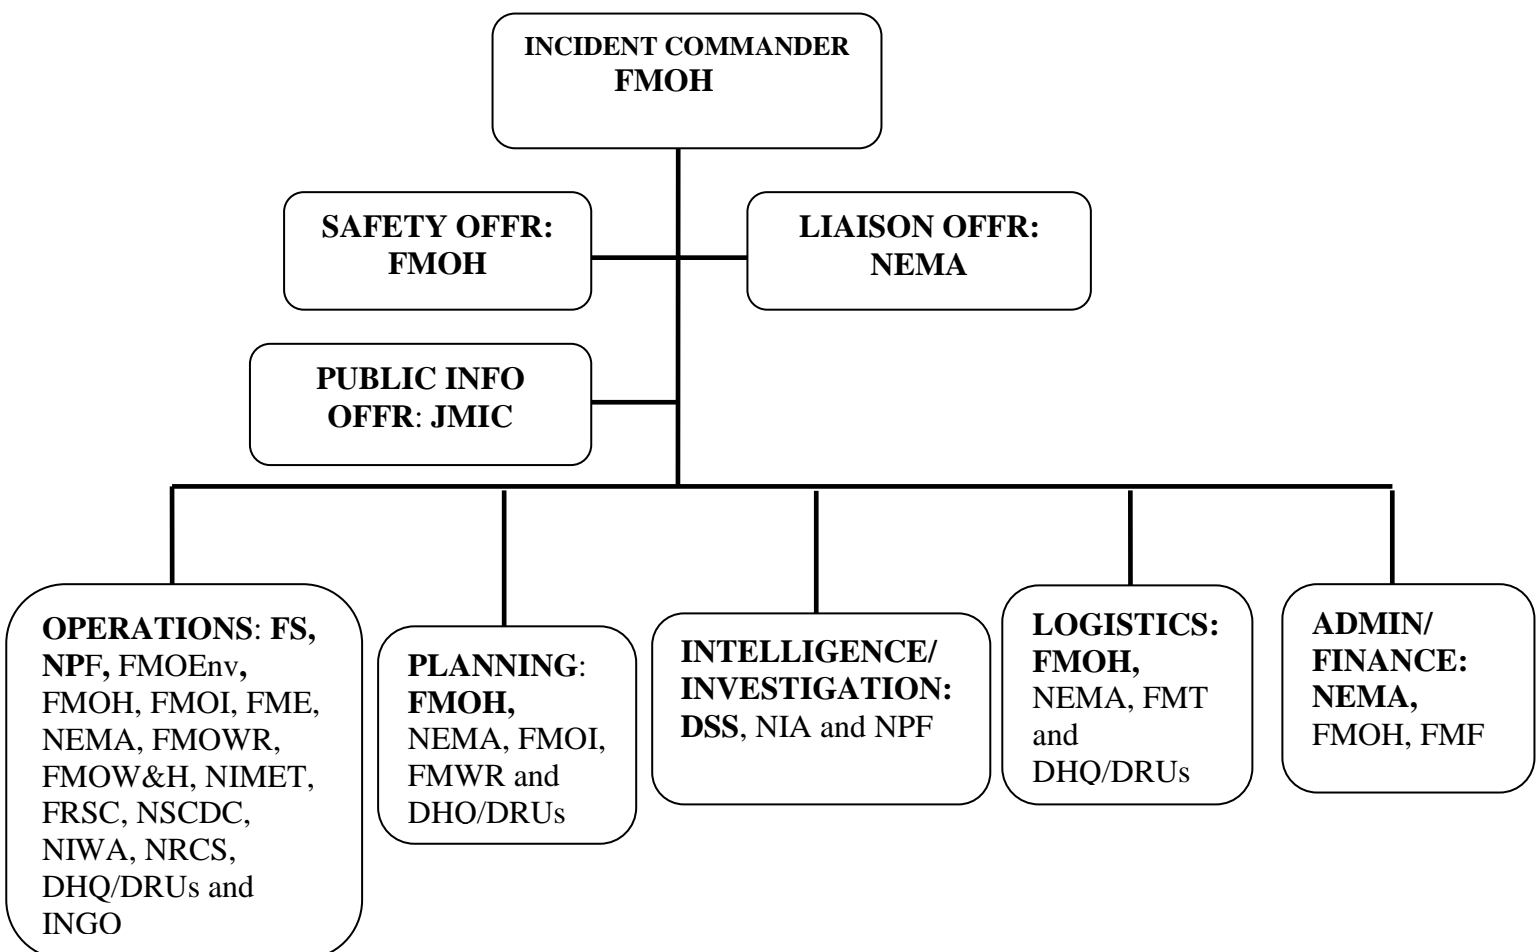 INCIDENT COMMANDER
FMOH
SAFETY OFFR:
FMOH
LIAISON OFFR:
NEMA
PUBLIC INFO
OFFR: JMIC
OPERATIONS: FS,
NPF, FMOEnv,
FMOH, FMOI, FME,
NEMA, FMOWR,
FMOW&H, NIMET,
FRSC, NSCDC,
NIWA, NRCS,
DHQ/DRUs and
INGO
PLANNING:
FMOH,
NEMA, FMOI,
FMWR and
DHO/DRUs
INTELLIGENCE/
INVESTIGATION:
DSS, NIA and NPF
LOGISTICS:
FMOH,
NEMA, FMT
and
DHQ/DRUs
ADMIN/
FINANCE:
NEMA,
FMOH, FMF